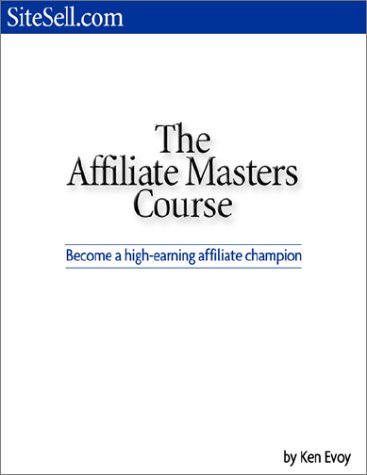 SiteSell.com
The
Affiliate Masters
Course
Become a high-earning affiliate champion
by Ken Evoy